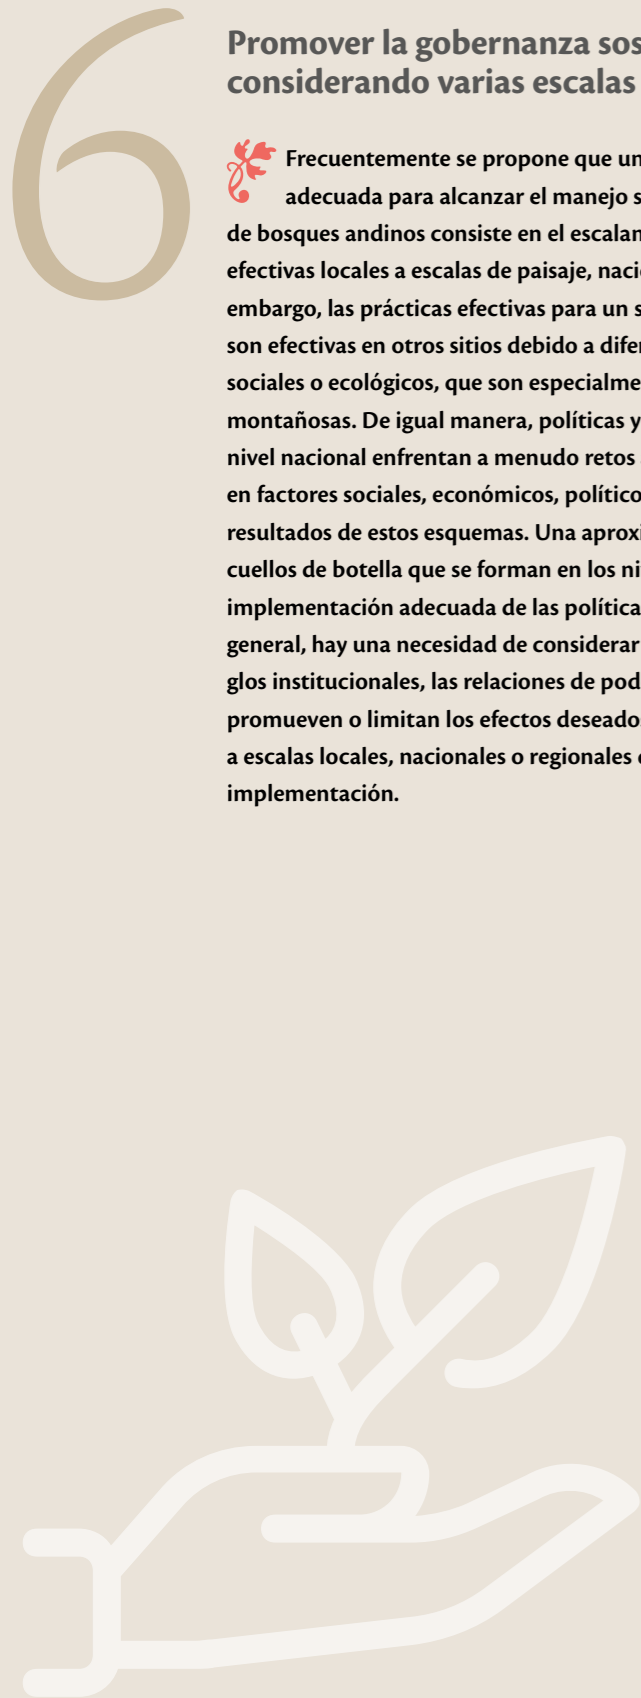 6
Promover la gobernanza sos
considerando varias escalas
Frecuentemente se propone que un
adecuada para alcanzar el manejo s
de bosques andinos consiste en el escalan
efectivas locales a escalas de paisaje, naci
embargo, las prácticas efectivas para un s
son efectivas en otros sitios debido a difer
sociales o ecológicos, que son especialme
montañosas. De igual manera, políticas y
nivel nacional enfrentan a menudo retos
en factores sociales, económicos, político
resultados de estos esquemas. Una aproxi
cuellos de botella que se forman en los ni
implementación adecuada de las política
general, hay una necesidad de considerar
glos institucionales, las relaciones de pod
promueven o limitan los efectos deseado
a escalas locales, nacionales o regionales
implementación.